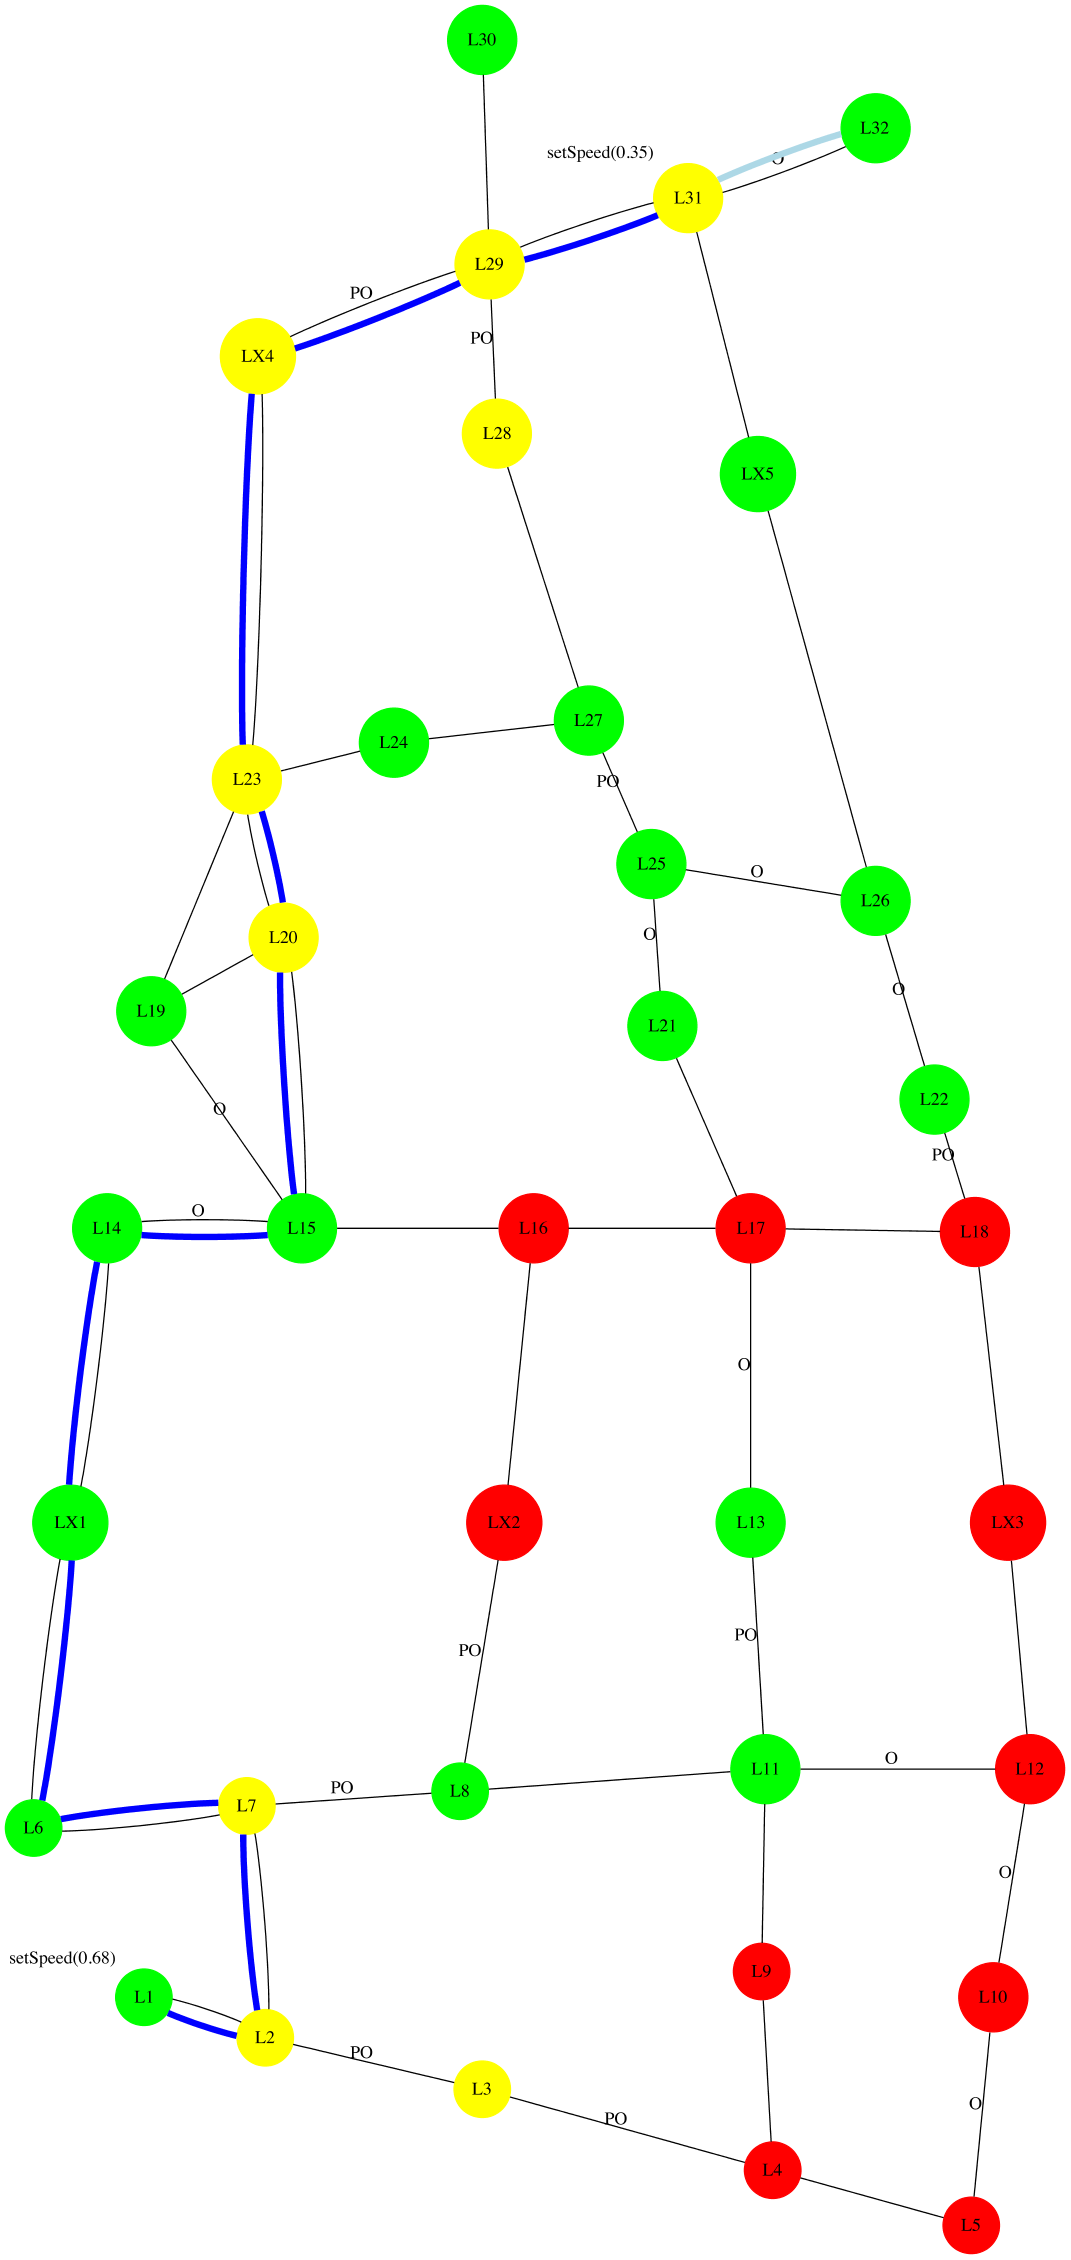 L30
L32
O
setSpeed(0.35)
L31
L29
PO
PO
LX4
L28
LX5
L27
L24
L23
PO
L25
O
L26
O
L20
O
L19
L21
L22
O
PO
O
L14
L15
L16
L17
L18
O
LX1
LX2
L13
LX3
PO
PO
O
L11
L12
PO
L8
L7
L6
O
setSpeed(0.68)
L9
L1
L10
L2
PO
L3
O
PO
L4
L5